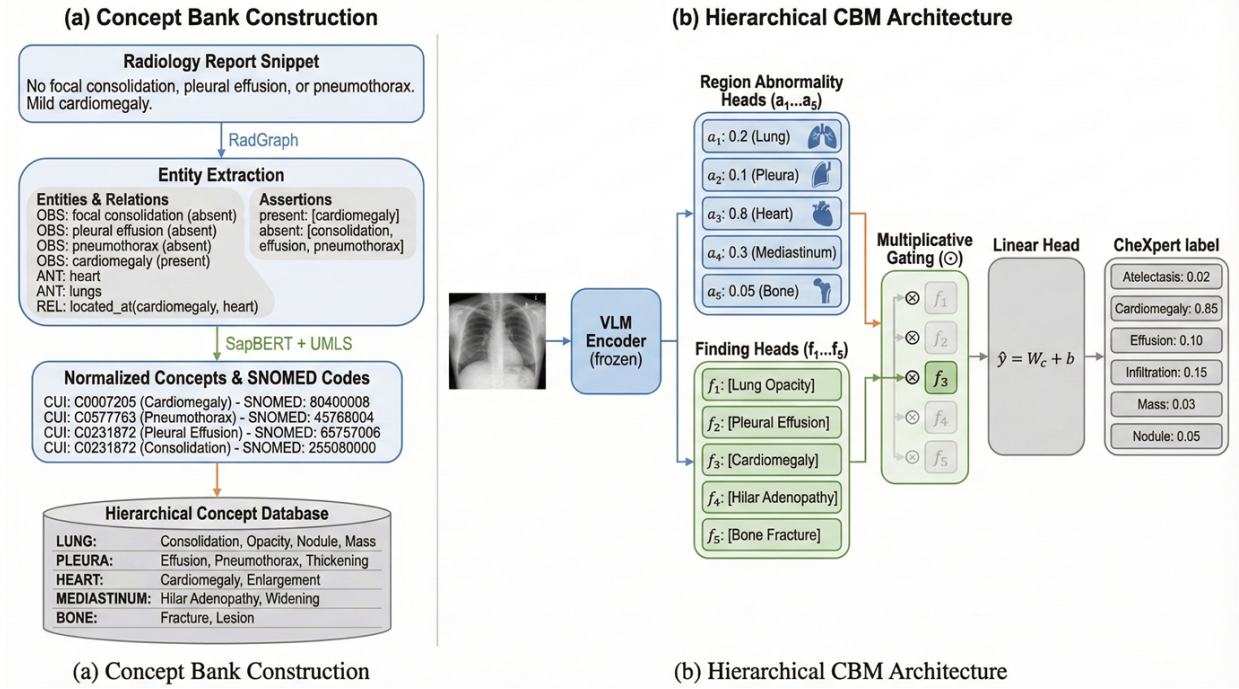 (a) Concept Bank Construction
Radiology Report Snippet
No focal consolidation, pleural effusion, or pneumothorax.
Mild cardiomegaly.
RadGraph
Entity Extraction
Entities & Relations
OBS: focal consolidation (absent)
OBS: pleural effusion (absent)
OBS: pneumothorax (absent)
OBS: cardiomegaly (present)
ANT: heart
ANT: lungs
REL: located_at(cardiomegaly, heart)
Assertions
present: [cardiomegaly]
absent: [consolidation,
effusion, pneumothorax]
SapBERT + UMLS
Normalized Concepts & SNOMED Codes
CUI: C0007205 (Cardiomegaly) - SNOMED: 80400008
CUI: C0577763 (Pneumothorax) - SNOMED: 45768004
CUI: C0231872 (Pleural Effusion) - SNOMED: 65757006
CUI: C0231872 (Consolidation) - SNOMED: 255080000
Hierarchical Concept Database
LUNG: Consolidation, Opacity, Nodule, Mass
PLEURA: Effusion, Pneumothorax, Thickening
HEART: Cardiomegaly, Enlargement
MEDIASTINUM: Hilar Adenopathy, Widening
BONE: Fracture, Lesion
(a) Concept Bank Construction
(b) Hierarchical CBM Architecture
VLM
Encoder
(frozen)
Region Abnormality
Heads (a₁...a₅)
a₁: 0.2 (Lung)
a₂: 0.1 (Pleura)
a₃: 0.8 (Heart)
a₄: 0.3 (Mediastinum)
a₅: 0.05 (Bone)
Finding Heads (f₁...f₅)
f₁: [Lung Opacity]
f₂: [Pleural Effusion]
f₃: [Cardiomegaly]
f₄: [Hilar Adenopathy]
f₅: [Bone Fracture]
Multiplicative
Gating (⊙)
⊗ f₁
⊗ f₂
⊗ f₃
⊗ f₄
⊗ f₅
Linear Head
ŷ = W꜀ + b
CheXpert label
Atelectasis: 0.02
Cardiomegaly: 0.85
Effusion: 0.10
Infiltration: 0.15
Mass: 0.03
Nodule: 0.05
(b) Hierarchical CBM Architecture